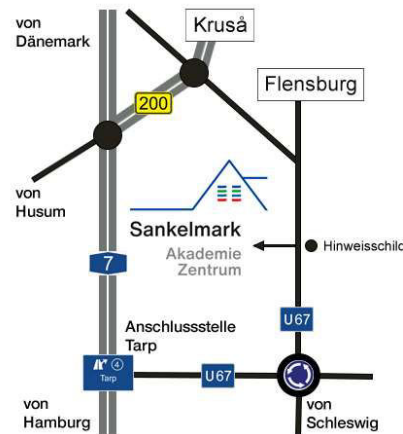 von
Dänemark
Kruså
200
Flensburg
von
Husum
Sankelmark
Akademie
Zentrum
Hinweisschild
7
U67
Anschlussstelle
Tarp
4
Tarp
U67
von
Hamburg
von
Schleswig